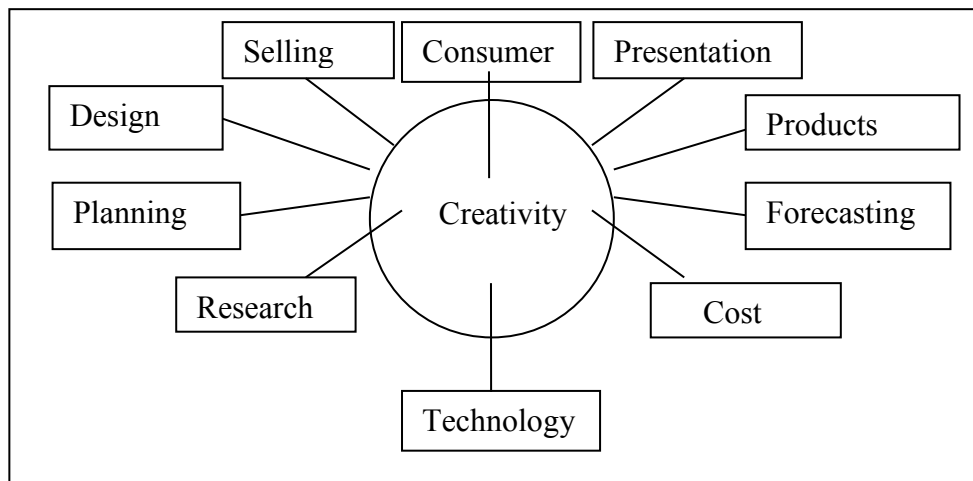 Selling
Consumer
Presentation
Design
Products
Planning
Creativity
Forecasting
Research
Cost
Technology